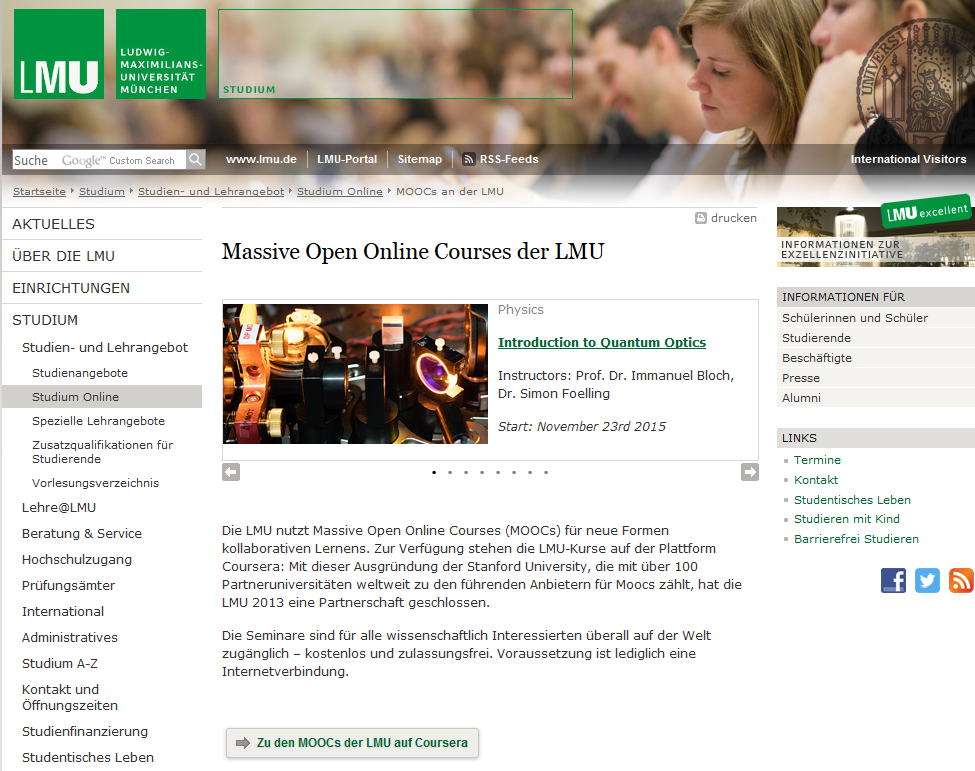 LMU
LUDWIG-
MAXIMILIANS-
UNIVERSITÄT
MÜNCHEN
STUDIUM
Suche Google™ Custom Search
www.lmu.de
LMU-Portal
Sitemap
RSS-Feeds
International Visitors
Startseite
Studium
Studien- und Lehrangebot
Studium Online
MOOCs an der LMU
AKTUELLES
ÜBER DIE LMU
EINRICHTUNGEN
STUDIUM
Studien- und Lehrangebot
Studienangebote
Studium Online
Spezielle Lehrangebote
Zusatzqualifikationen für
Studierende
Vorlesungsverzeichnis
Lehre@LMU
Beratung & Service
Hochschulzugang
Prüfungsämter
International
Administratives
Studium A-Z
Kontakt und
Öffnungszeiten
Studienfinanzierung
Studentisches Leben
drucken
Massive Open Online Courses der LMU
Physics
Introduction to Quantum Optics
Instructors: Prof. Dr. Immanuel Bloch,
Dr. Simon Foelling
Start: November 23rd 2015
Die LMU nutzt Massive Open Online Courses (MOOCs) für neue Formen
kollaborativen Lernens. Zur Verfügung stehen die LMU-Kurse auf der Plattform
Coursera: Mit dieser Ausgründung der Stanford University, die mit über 100
Partneruniversitäten weltweit zu den führenden Anbietern für Moocs zählt, hat die
LMU 2013 eine Partnerschaft geschlossen.
Die Seminare sind für alle wissenschaftlich Interessierten überall auf der Welt
zugänglich – kostenlos und zulassungsfrei. Voraussetzung ist lediglich eine
Internetverbindung.
Zu den MOOCs der LMU auf Coursera
LMU excellent
INFORMATIONEN ZUR
EXZELLENZINITIATIVE
INFORMATIONEN FÜR
Schülerinnen und Schüler
Studierende
Beschäftigte
Presse
Alumni
LINKS
Termine
Kontakt
Studentisches Leben
Studieren mit Kind
Barrierefrei Studieren